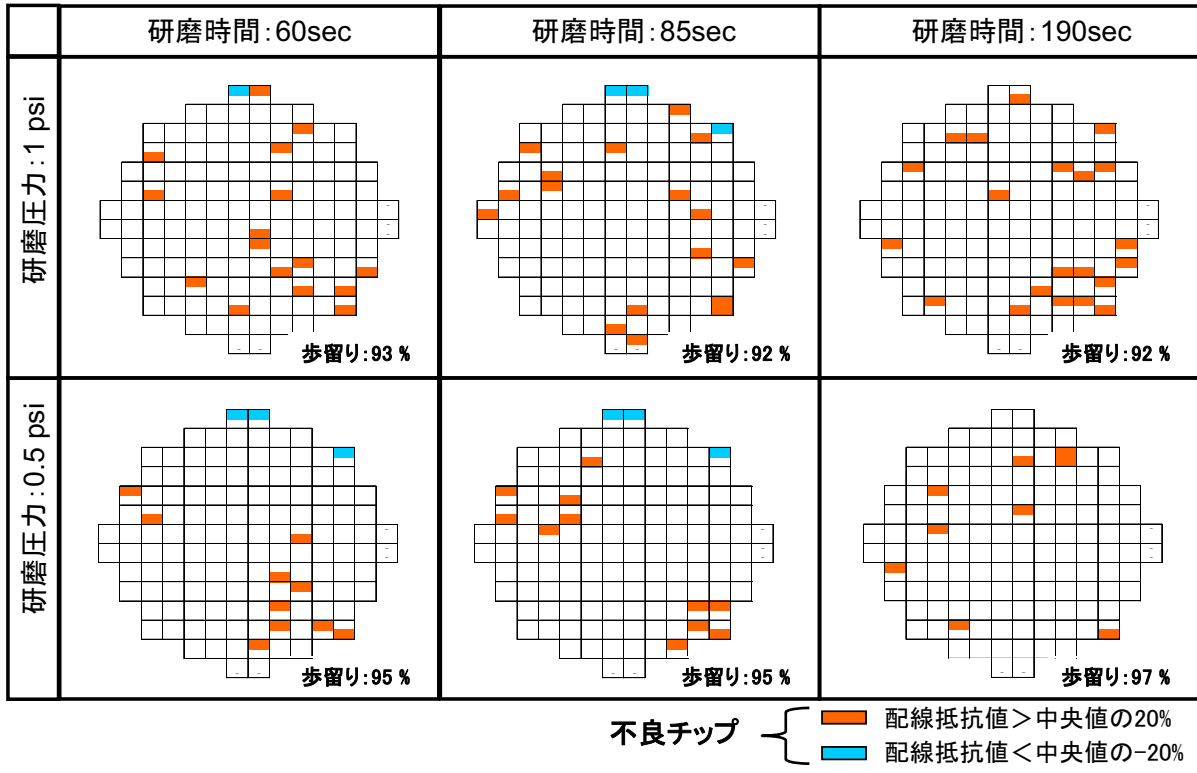 研磨時間:60sec
研磨時間:85sec
研磨時間:190sec
研磨圧力:1 psi
歩留り:93 %
歩留り:92 %
歩留り:92 %
研磨圧力:0.5 psi
歩留り:95 %
歩留り:95 %
歩留り:97 %
不良チップ
配線抵抗値>中央値の20%
配線抵抗値<中央値の-20%